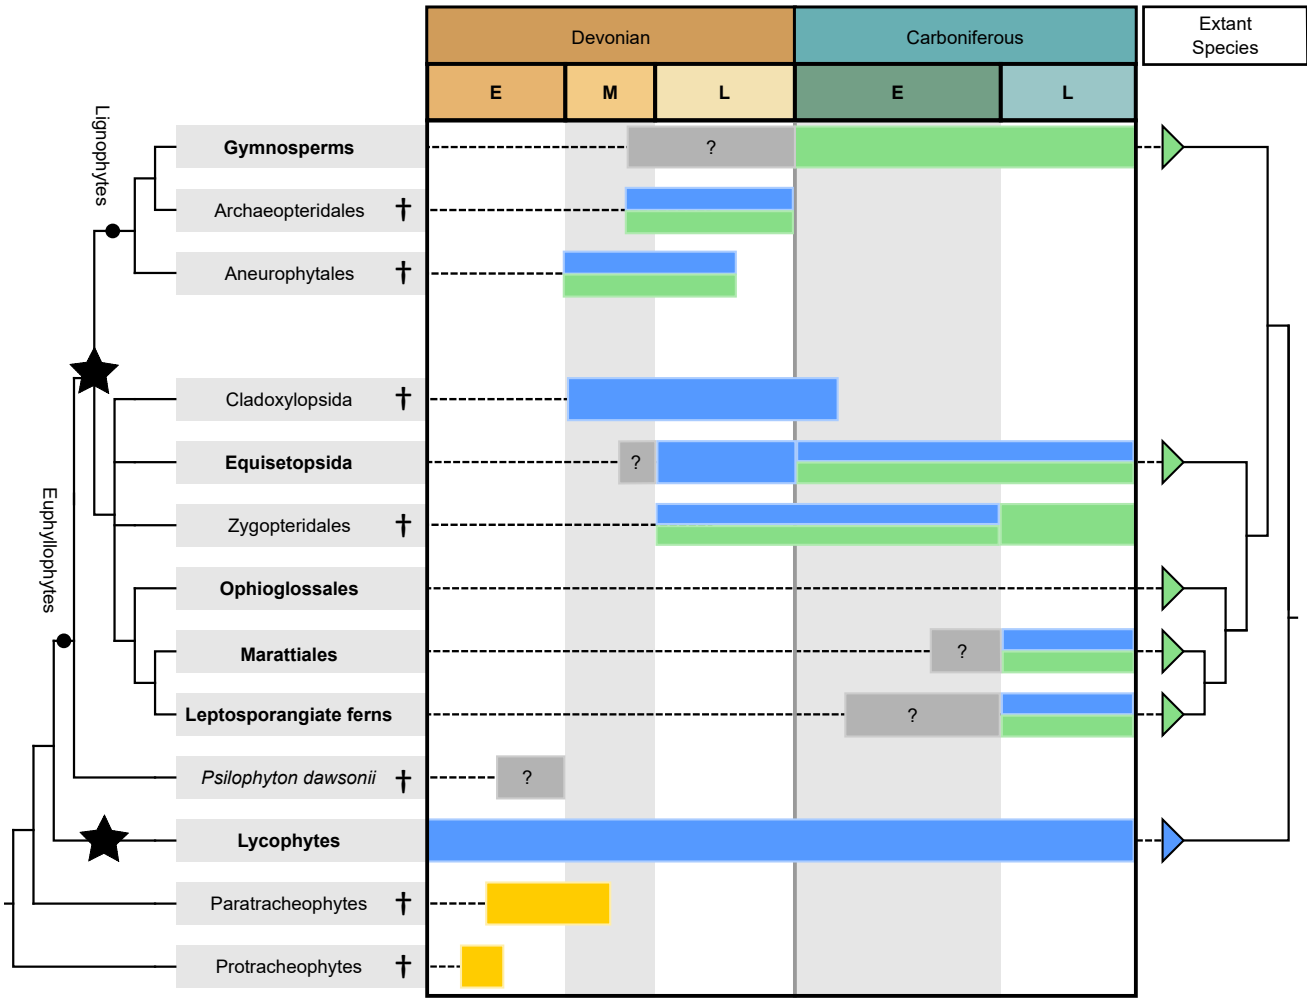 Devonian
Carboniferous
Extant
Species
E
M
L
E
L
Lignophytes
Gymnosperms
?
Archaeopteridales †
Aneurophytales †
Cladoxylopsida †
Equisetopsida
?
Zygopteridales †
Euphyllophytes
Ophioglossales
Marattiales
?
Leptosporangiate ferns
?
Psilophyton dawsonii †
?
Lycophytes
Paratracheophytes †
Protracheophytes †